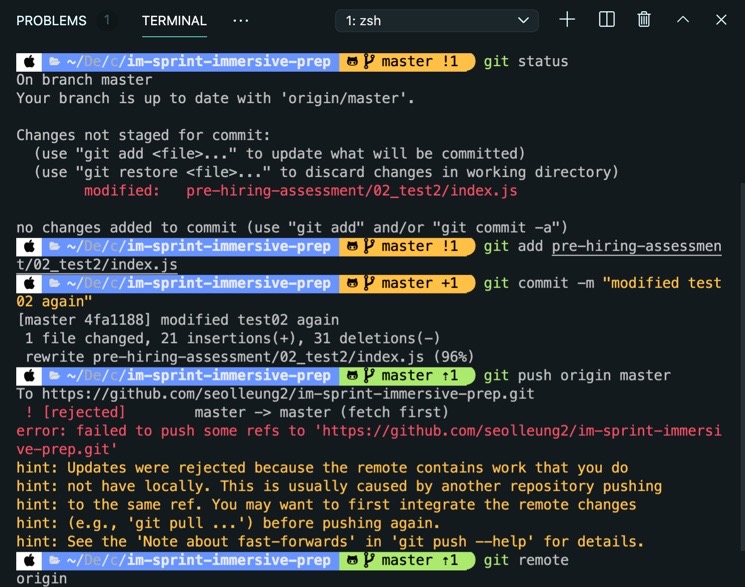 PROBLEMS 1 TERMINAL ... 1: zsh
~/De/c/im-sprint-immersive-prep master !1 git status
On branch master
Your branch is up to date with 'origin/master'.
Changes not staged for commit:
(use "git add <file>..." to update what will be committed)
(use "git restore <file>..." to discard changes in working directory)
modified: pre-hiring-assessment/02_test2/index.js
no changes added to commit (use "git add" and/or "git commit -a")
~/De/c/im-sprint-immersive-prep master !1 git add pre-hiring-assessmen
t/02_test2/index.js
~/De/c/im-sprint-immersive-prep master +1 git commit -m "modified test
02 again"
[master 4fa1188] modified test02 again
1 file changed, 21 insertions(+), 31 deletions(-)
rewrite pre-hiring-assessment/02_test2/index.js (96%)
~/De/c/im-sprint-immersive-prep master ↑1 git push origin master
To https://github.com/seolleung2/im-sprint-immersive-prep.git
! [rejected] master -> master (fetch first)
error: failed to push some refs to 'https://github.com/seolleung2/im-sprint-immersi
ve-prep.git'
hint: Updates were rejected because the remote contains work that you do
hint: not have locally. This is usually caused by another repository pushing
hint: to the same ref. You may want to first integrate the remote changes
hint: (e.g., 'git pull ...') before pushing again.
hint: See the 'Note about fast-forwards' in 'git push --help' for details.
~/De/c/im-sprint-immersive-prep master ↑1 git remote
origin